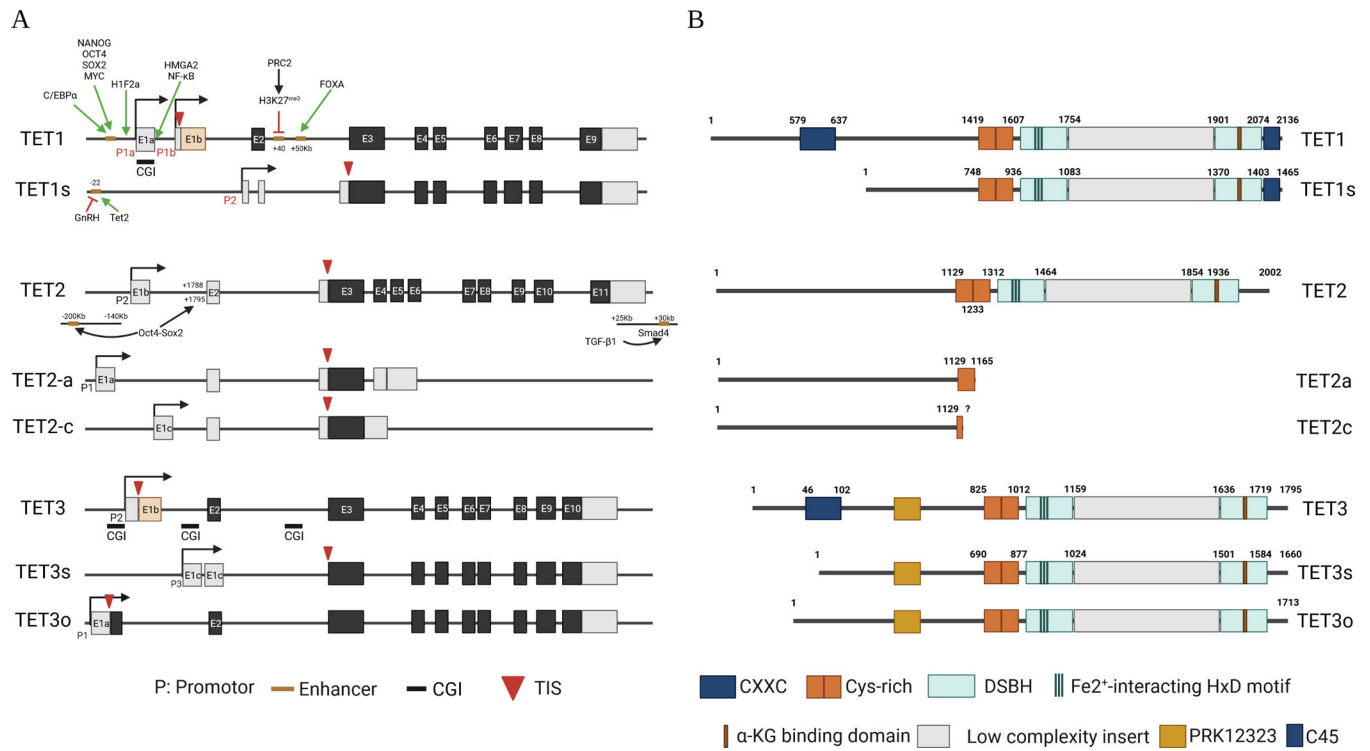 A
B
NANOG
OCT4
SOX2
MYC
HMGA2
NF-κB
PRC2
C/EBPα
H1F2a
H3K27me3
FOXA
TET1
E1a
E1b
E2
E3
E4
E5
E6
E7
E8
E9
P1a
P1b
CGI
+40
+50Kb
TET1s
-22
P2
GnRH
Tet2
TET2
P2
E1b
+1788
+1795
E2
E3
E4
E5
E6
E7
E8
E9
E10
E11
-200Kb
-140Kb
Oct4-Sox2
+25Kb
+30kb
Smad4
TGF-β1
TET2-a
P1
E1a
TET2-c
E1c
TET3
P2
E1b
E2
E3
E4
E5
E6
E7
E8
E9
E10
CGI
CGI
CGI
TET3s
P3
E1c
E1c
TET3o
P1
E1a
E2
P: Promotor
Enhancer
CGI
TIS
1
579
637
1419
1607
1754
1901
2074
2136
TET1
1
748
936
1083
1370
1403
1465
TET1s
1
1129
1312
1464
1854
1936
2002
1233
TET2
1
1129
1165
TET2a
1
1129
?
TET2c
1
46
102
825
1012
1159
1636
1719
1795
TET3
1
690
877
1024
1501
1584
1660
TET3s
1
1713
TET3o
CXXC
Cys-rich
DSBH
Fe2+-interacting HxD motif
α-KG binding domain
Low complexity insert
PRK12323
C45